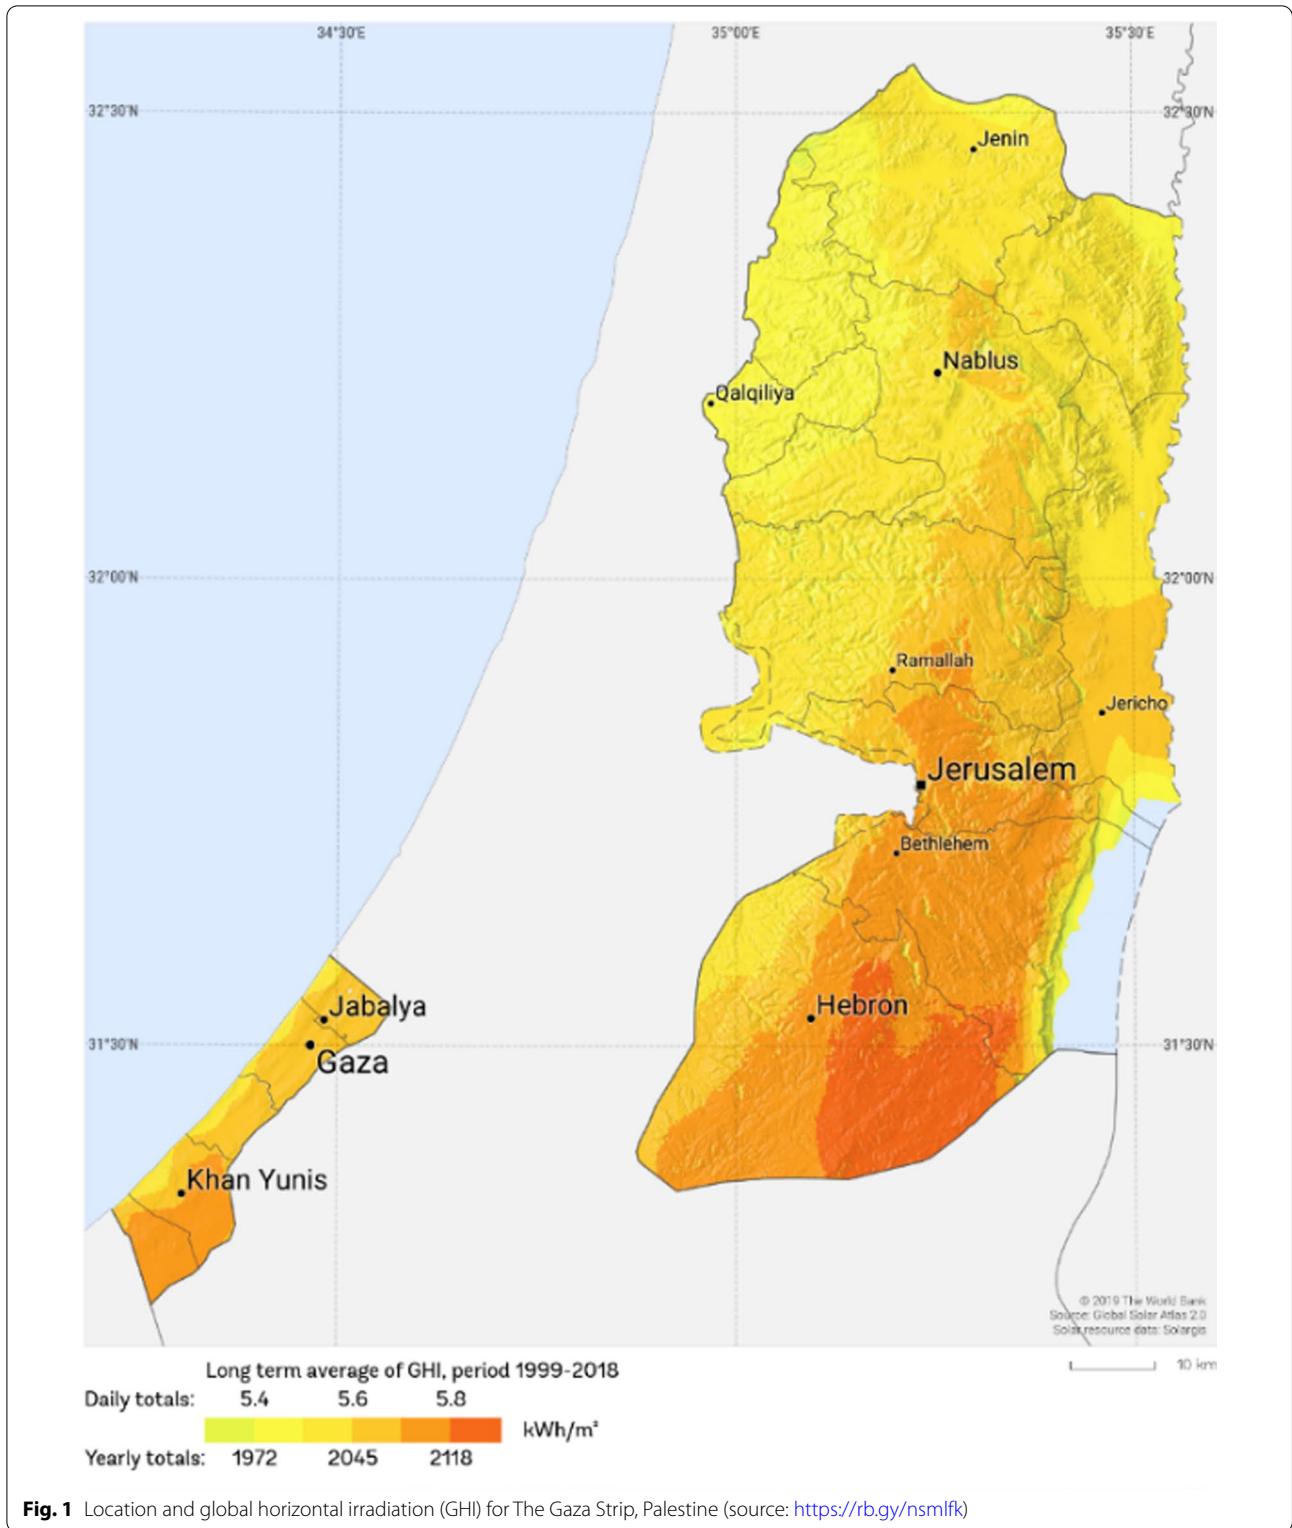 34°30'E 35°00'E 35°30'E
32°30'N 32°30'N
Jenin
Nablus
Qalqiliya
32°00'N 32°00'N
Ramallah
Jericho
Jerusalem
Bethlehem
Jabalya
Hebron
31°30'N 31°30'N
Gaza
Khan Yunis
© 2019 The World Bank
Source: Global Solar Atlas 2.0
Solar resource data: Solargis
10 km
Long term average of GHI, period 1999-2018
Daily totals: 5.4 5.6 5.8
kWh/m²
Yearly totals: 1972 2045 2118
Fig. 1 Location and global horizontal irradiation (GHI) for The Gaza Strip, Palestine (source: https://rb.gy/nsmlfk)